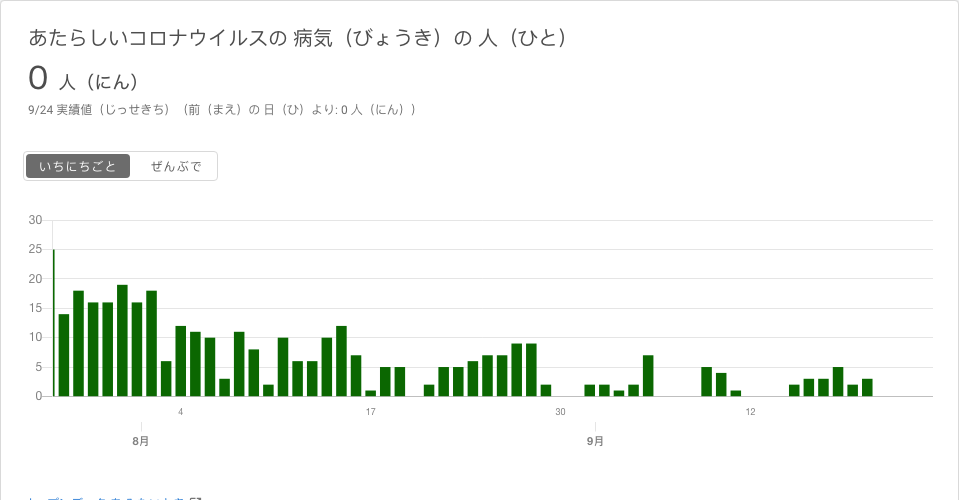 あたらしいコロナウイルスの 病気（びょうき）の 人（ひと）
0 人（にん）
9/24 実績値（じっせきち）（前（まえ）の 日（ひ）より: 0 人（にん））
いちにちごと ぜんぶで
30
25
20
15
10
5
0
4 17 30 12
8月 9月